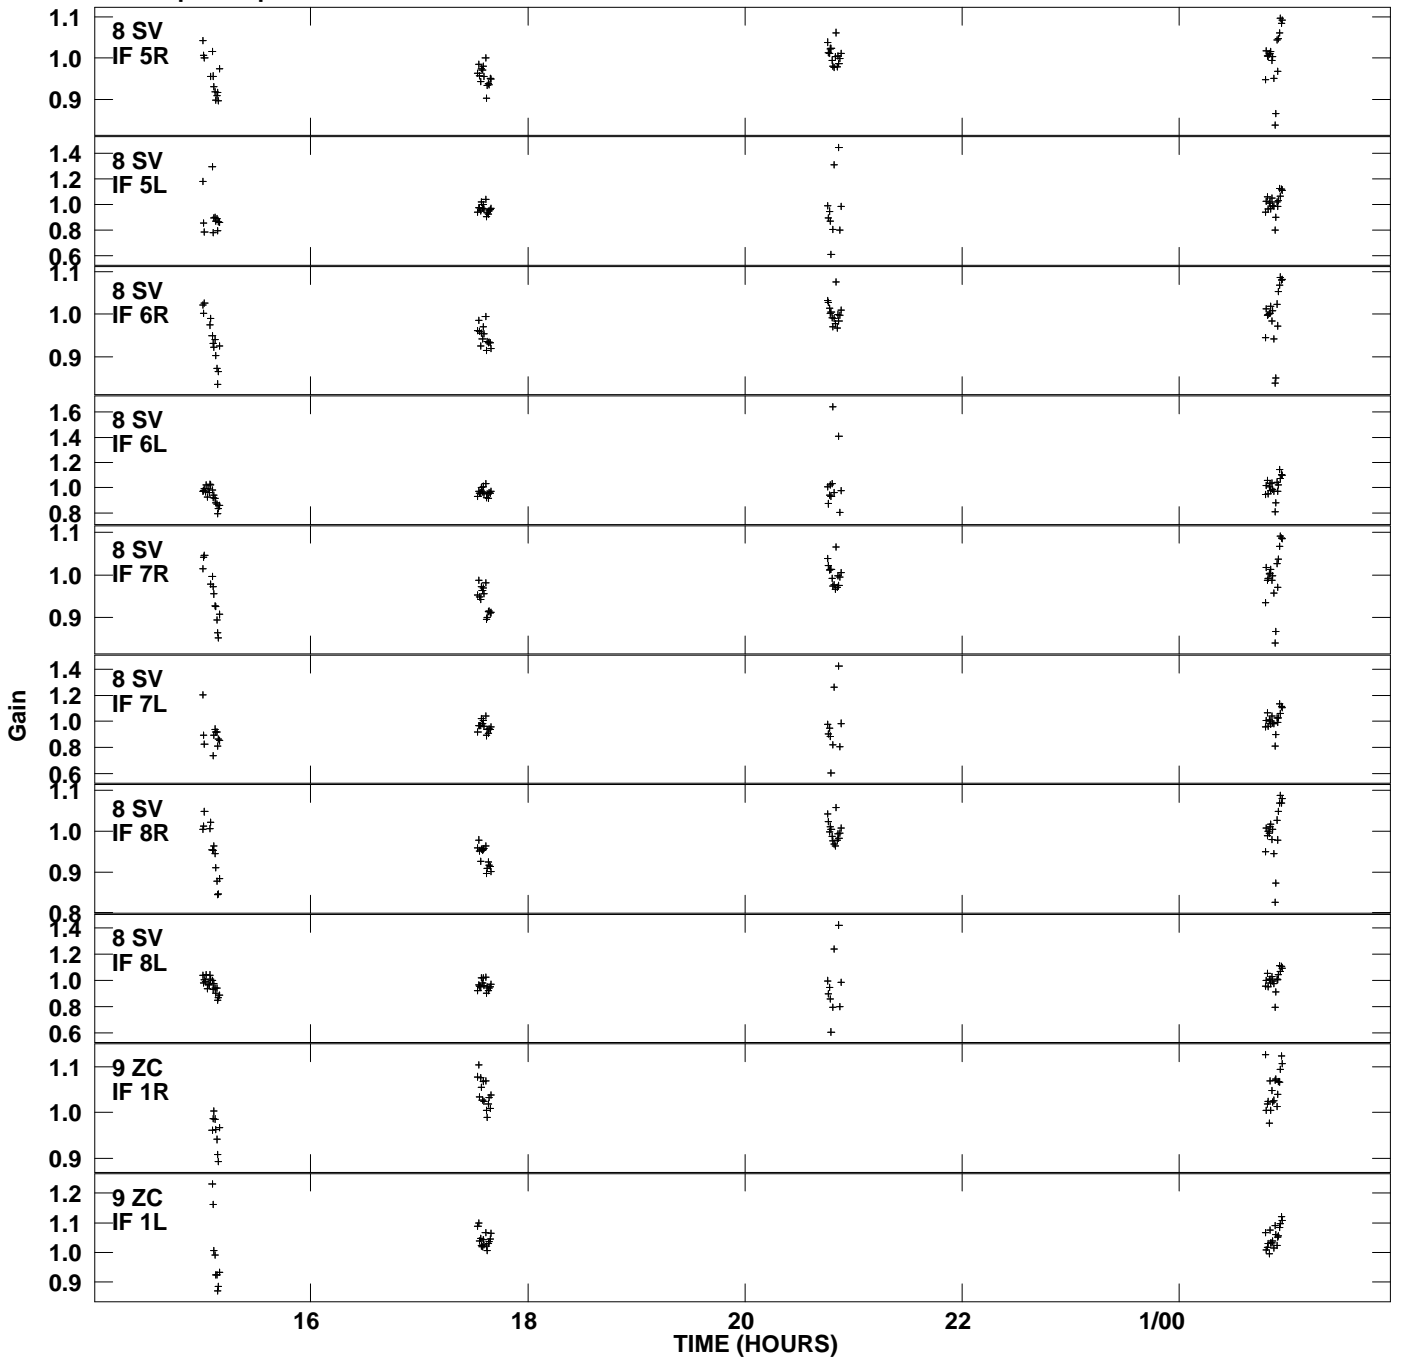 1.1
1.0
0.9
8 SV
IF 5R
1.4
1.2
1.0
0.8
0.6
8 SV
IF 5L
1.1
1.0
0.9
8 SV
IF 6R
1.6
1.4
1.2
1.0
0.8
8 SV
IF 6L
1.1
1.0
0.9
8 SV
IF 7R
1.4
1.2
1.0
0.8
0.6
8 SV
IF 7L
1.1
1.0
0.9
0.8
8 SV
IF 8R
1.4
1.2
1.0
0.8
0.6
8 SV
IF 8L
1.1
1.0
0.9
9 ZC
IF 1R
1.2
1.1
1.0
0.9
9 ZC
IF 1L
Gain
16 18 20 22 1/00
TIME (HOURS)